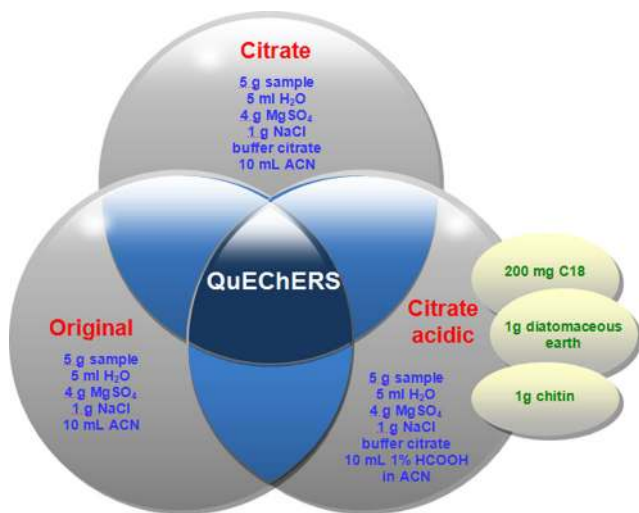 Citrate
5 g sample
5 ml H₂O
4 g MgSO₄
1 g NaCl
buffer citrate
10 mL ACN
QuEChERS
Original
5 g sample
5 ml H₂O
4 g MgSO₄
1 g NaCl
10 mL ACN
Citrate
acidic
5 g sample
5 ml H₂O
4 g MgSO₄
1 g NaCl
buffer citrate
10 mL 1% HCOOH
in ACN
200 mg C18
1g diatomaceous
earth
1g chitin